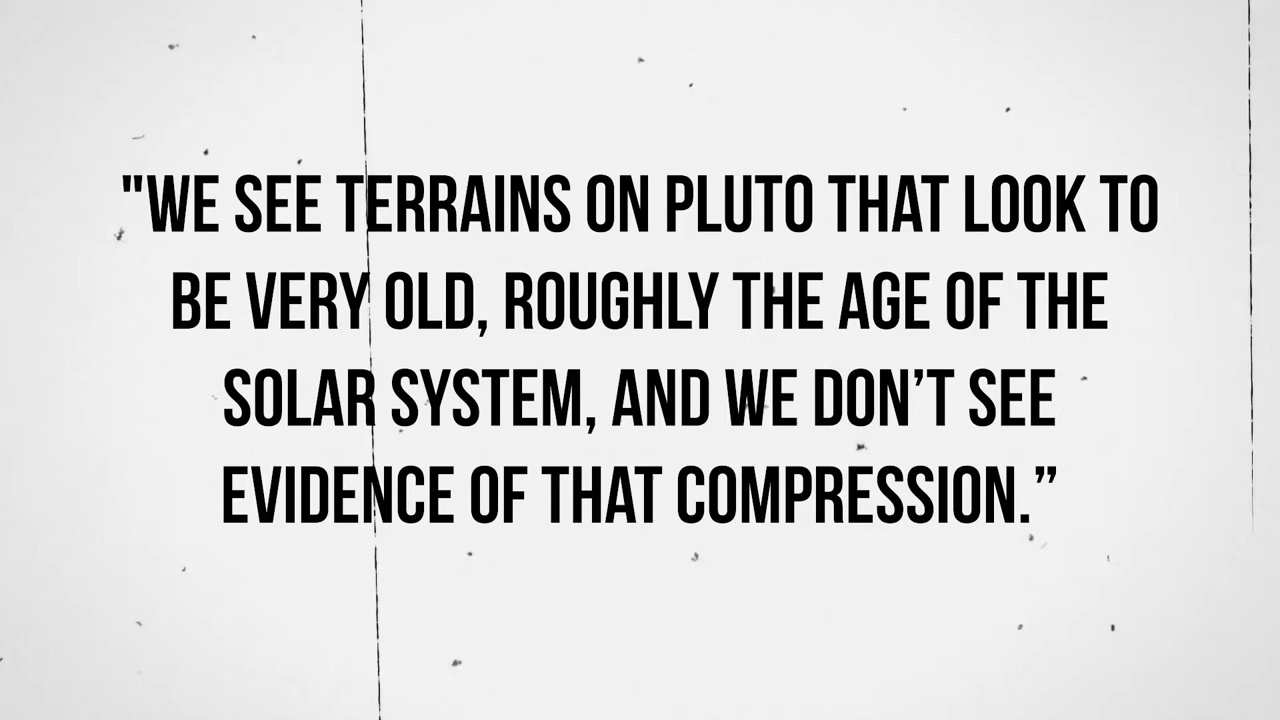 "WE SEE TERRAINS ON PLUTO THAT LOOK TO
BE VERY OLD, ROUGHLY THE AGE OF THE
SOLAR SYSTEM, AND WE DON’T SEE
EVIDENCE OF THAT COMPRESSION.”